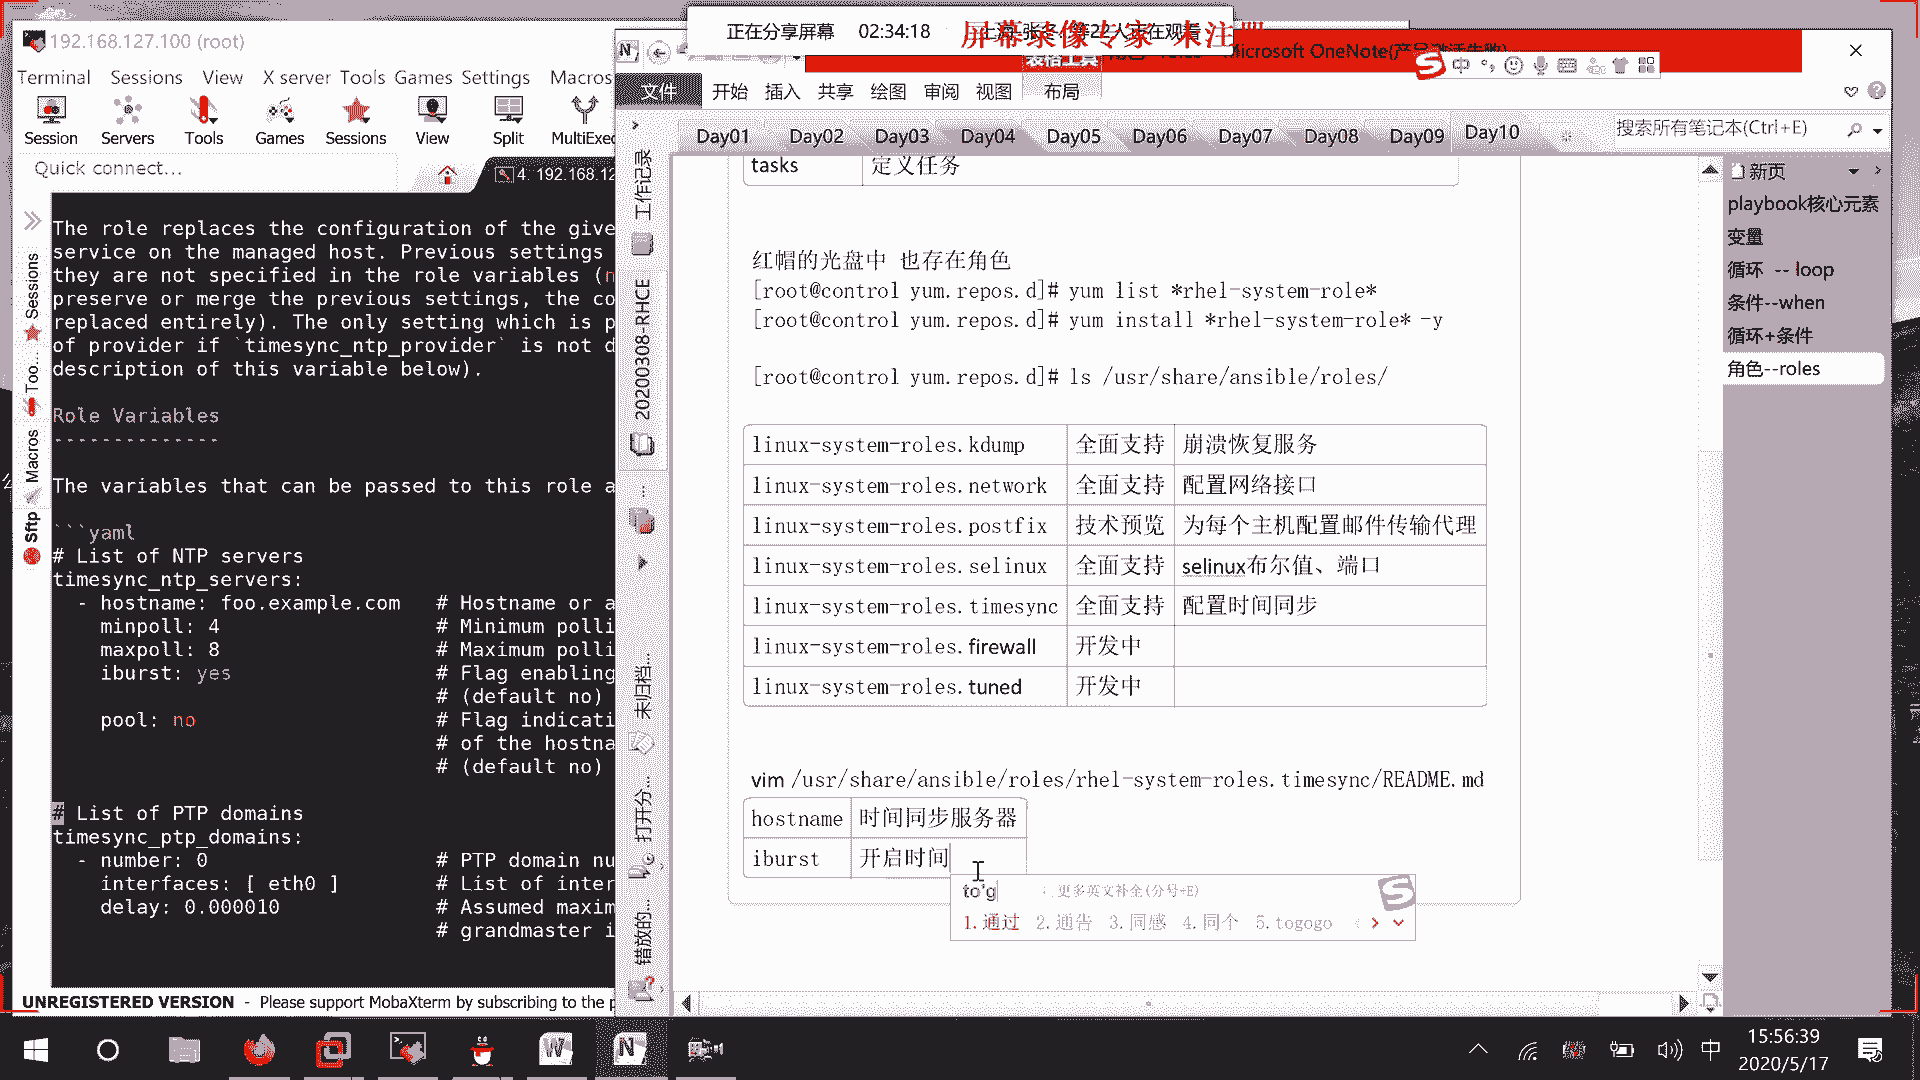 正在分享屏幕 02:34:18
屏幕录像专家 未注册
192.168.127.100 (root)
Terminal Sessions View X server Tools Games Settings Macros
Session Servers Tools Games Sessions View Split MultiExec
Quick connect...
4. 192.168.12
Sessions
Too...
Macros
Sftp
The role replaces the configuration of the give
service on the managed host. Previous settings
they are not specified in the role variables (n
preserve or merge the previous settings, the co
replaced entirely). The only setting which is p
of provider if `timesync_ntp_provider` is not d
description of this variable below).
Role Variables
--------------
The variables that can be passed to this role a
```yaml
# List of NTP servers
timesync_ntp_servers:
- hostname: foo.example.com # Hostname or a
minpoll: 4 # Minimum polli
maxpoll: 8 # Maximum polli
iburst: yes # Flag enabling
# (default no)
pool: no # Flag indicati
# of the hostna
# (default no)
# List of PTP domains
timesync_ptp_domains:
- number: 0 # PTP domain nu
interfaces: [ eth0 ] # List of inter
delay: 0.000010 # Assumed maxim
# grandmaster i
UNREGISTERED VERSION - Please support MobaXterm by subscribing to the p
Microsoft OneNote(产品激活失败)
表格工具
中
文件 开始 插入 共享 绘图 审阅 视图 布局
Day01 Day02 Day03 Day04 Day05 Day06 Day07 Day08 Day09 Day10
搜索所有笔记本(Ctrl+E)
工作记录
20200308-RHCE
...
未归档...
打开分...
错放的...
tasks 定义任务
红帽的光盘中 也存在角色
[root@control yum.repos.d]# yum list *rhel-system-role*
[root@control yum.repos.d]# yum install *rhel-system-role* -y
[root@control yum.repos.d]# ls /usr/share/ansible/roles/
linux-system-roles.kdump 全面支持 崩溃恢复服务
linux-system-roles.network 全面支持 配置网络接口
linux-system-roles.postfix 技术预览 为每个主机配置邮件传输代理
linux-system-roles.selinux 全面支持 selinux布尔值、端口
linux-system-roles.timesync 全面支持 配置时间同步
linux-system-roles.firewall 开发中
linux-system-roles.tuned 开发中
vim /usr/share/ansible/roles/rhel-system-roles.timesync/README.md
hostname 时间同步服务器
iburst 开启时间
to'g 更多英文补全(分号+E)
1.通过 2.通告 3.同感 4.同个 5.togogo
新页
playbook核心元素
变量
循环 -- loop
条件--when
循环+条件
角色--roles
中
15:56:39
2020/5/17